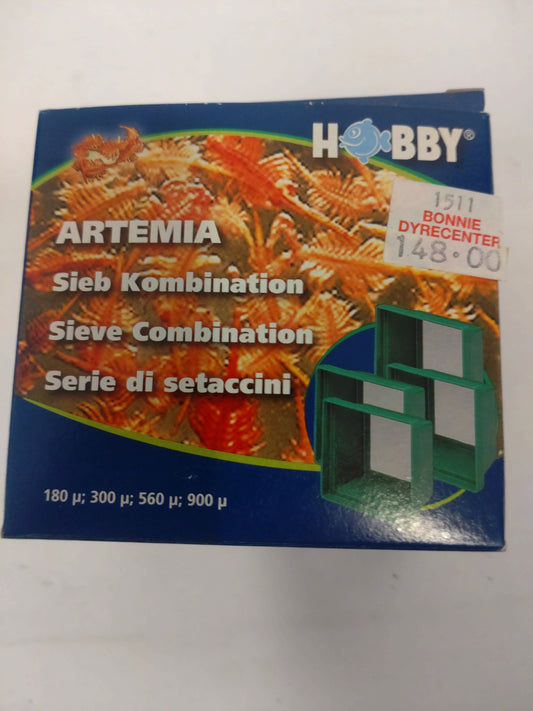 HOBBY®
1511
BONNIE
DYRECENTER
148.00
ARTEMIA
Sieb Kombination
Sieve Combination
Serie di setaccini
180 µ; 300 µ; 560 µ; 900 µ